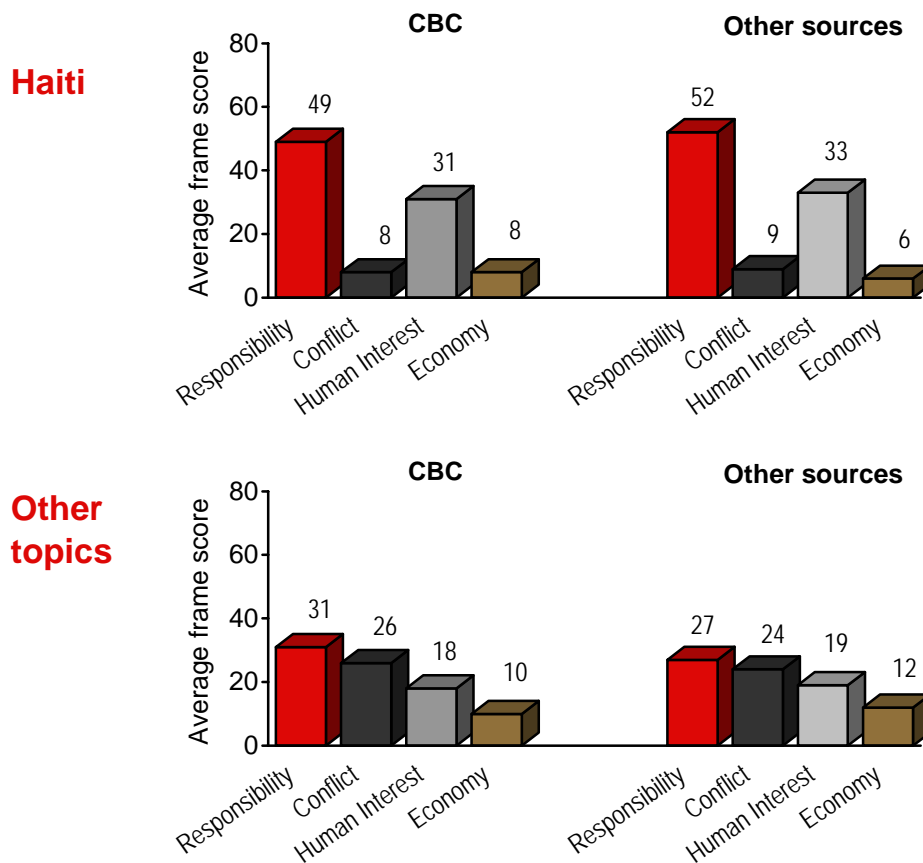 CBC
Other sources
Haiti
Average frame score
80
60
40
20
0
49
8
31
8
52
9
33
6
Responsibility
Conflict
Human Interest
Economy
Responsibility
Conflict
Human Interest
Economy
CBC
Other sources
Other
topics
Average frame score
80
60
40
20
0
31
26
18
10
27
24
19
12
Responsibility
Conflict
Human Interest
Economy
Responsibility
Conflict
Human Interest
Economy